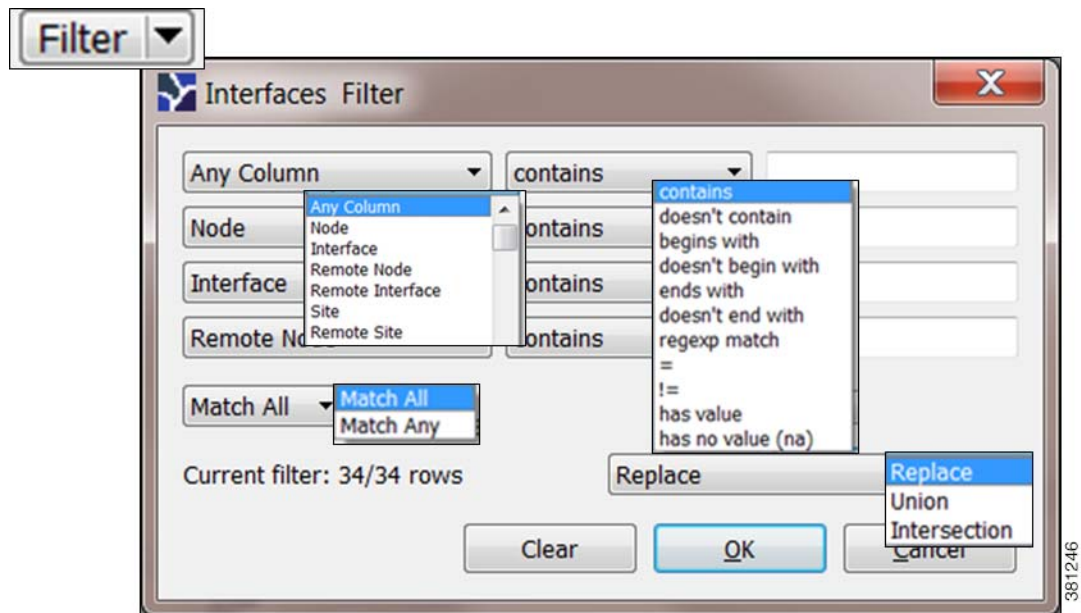 Filter
Interfaces Filter
Any Column
contains
Any Column
Node
Interface
Remote Node
Remote Interface
Site
Remote Site
contains
doesn't contain
begins with
doesn't begin with
ends with
doesn't end with
regexp match
=
!=
has value
has no value (na)
Node
ontains
Interface
ontains
Remote No
ontains
Match All
Match All
Match Any
Current filter: 34/34 rows
Replace
Replace
Union
Intersection
Clear
OK
Cancel
381246